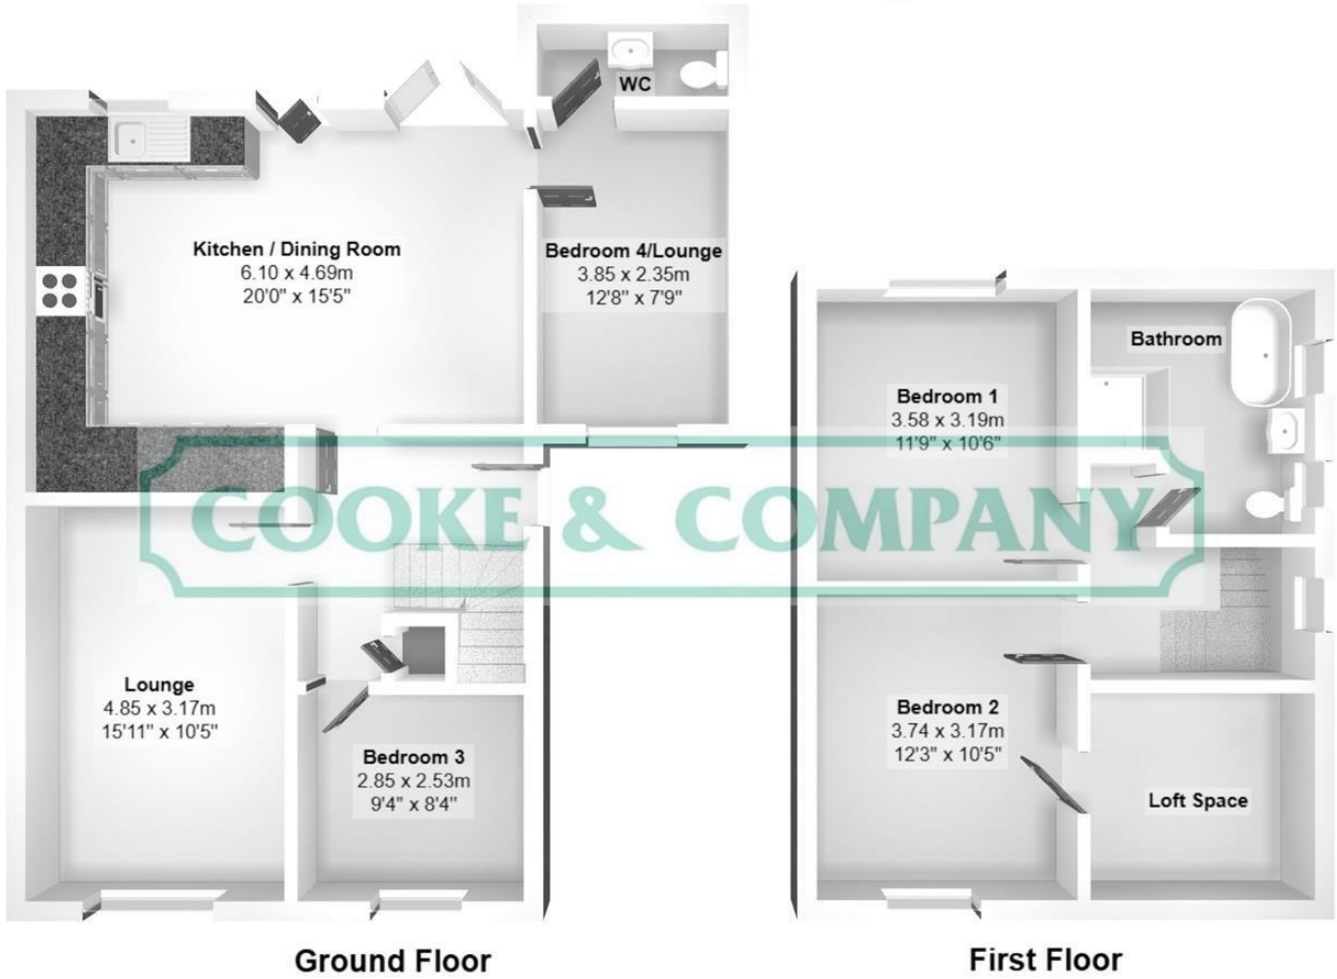 WC
Kitchen / Dining Room
6.10 x 4.69m
20'0" x 15'5"
Bedroom 4/Lounge
3.85 x 2.35m
12'8" x 7'9"
Bathroom
Bedroom 1
3.58 x 3.19m
11'9" x 10'6"
COOKE & COMPANY
Lounge
4.85 x 3.17m
15'11" x 10'5"
Bedroom 3
2.85 x 2.53m
9'4" x 8'4"
Bedroom 2
3.74 x 3.17m
12'3" x 10'5"
Loft Space
Ground Floor
First Floor